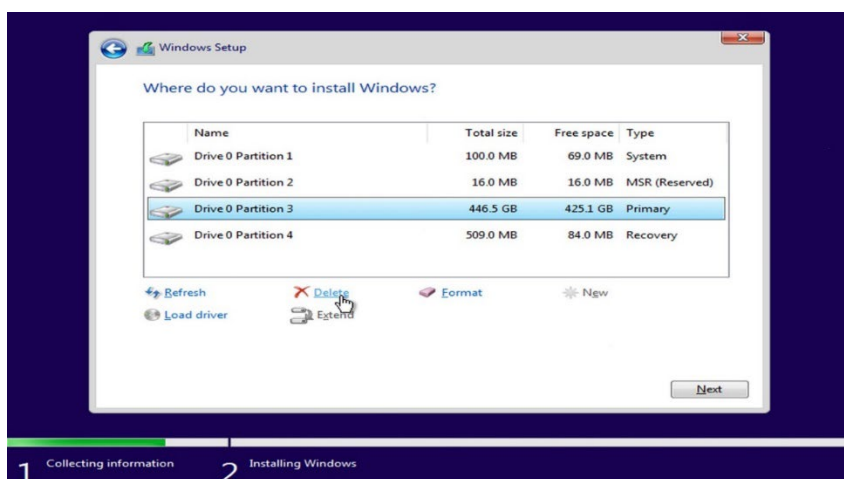 Windows Setup
Where do you want to install Windows?
Name Total size Free space Type
Drive 0 Partition 1 100.0 MB 69.0 MB System
Drive 0 Partition 2 16.0 MB 16.0 MB MSR (Reserved)
Drive 0 Partition 3 446.5 GB 425.1 GB Primary
Drive 0 Partition 4 509.0 MB 84.0 MB Recovery
Refresh Delete Format New
Load driver Extend
Next
1 Collecting information 2 Installing Windows